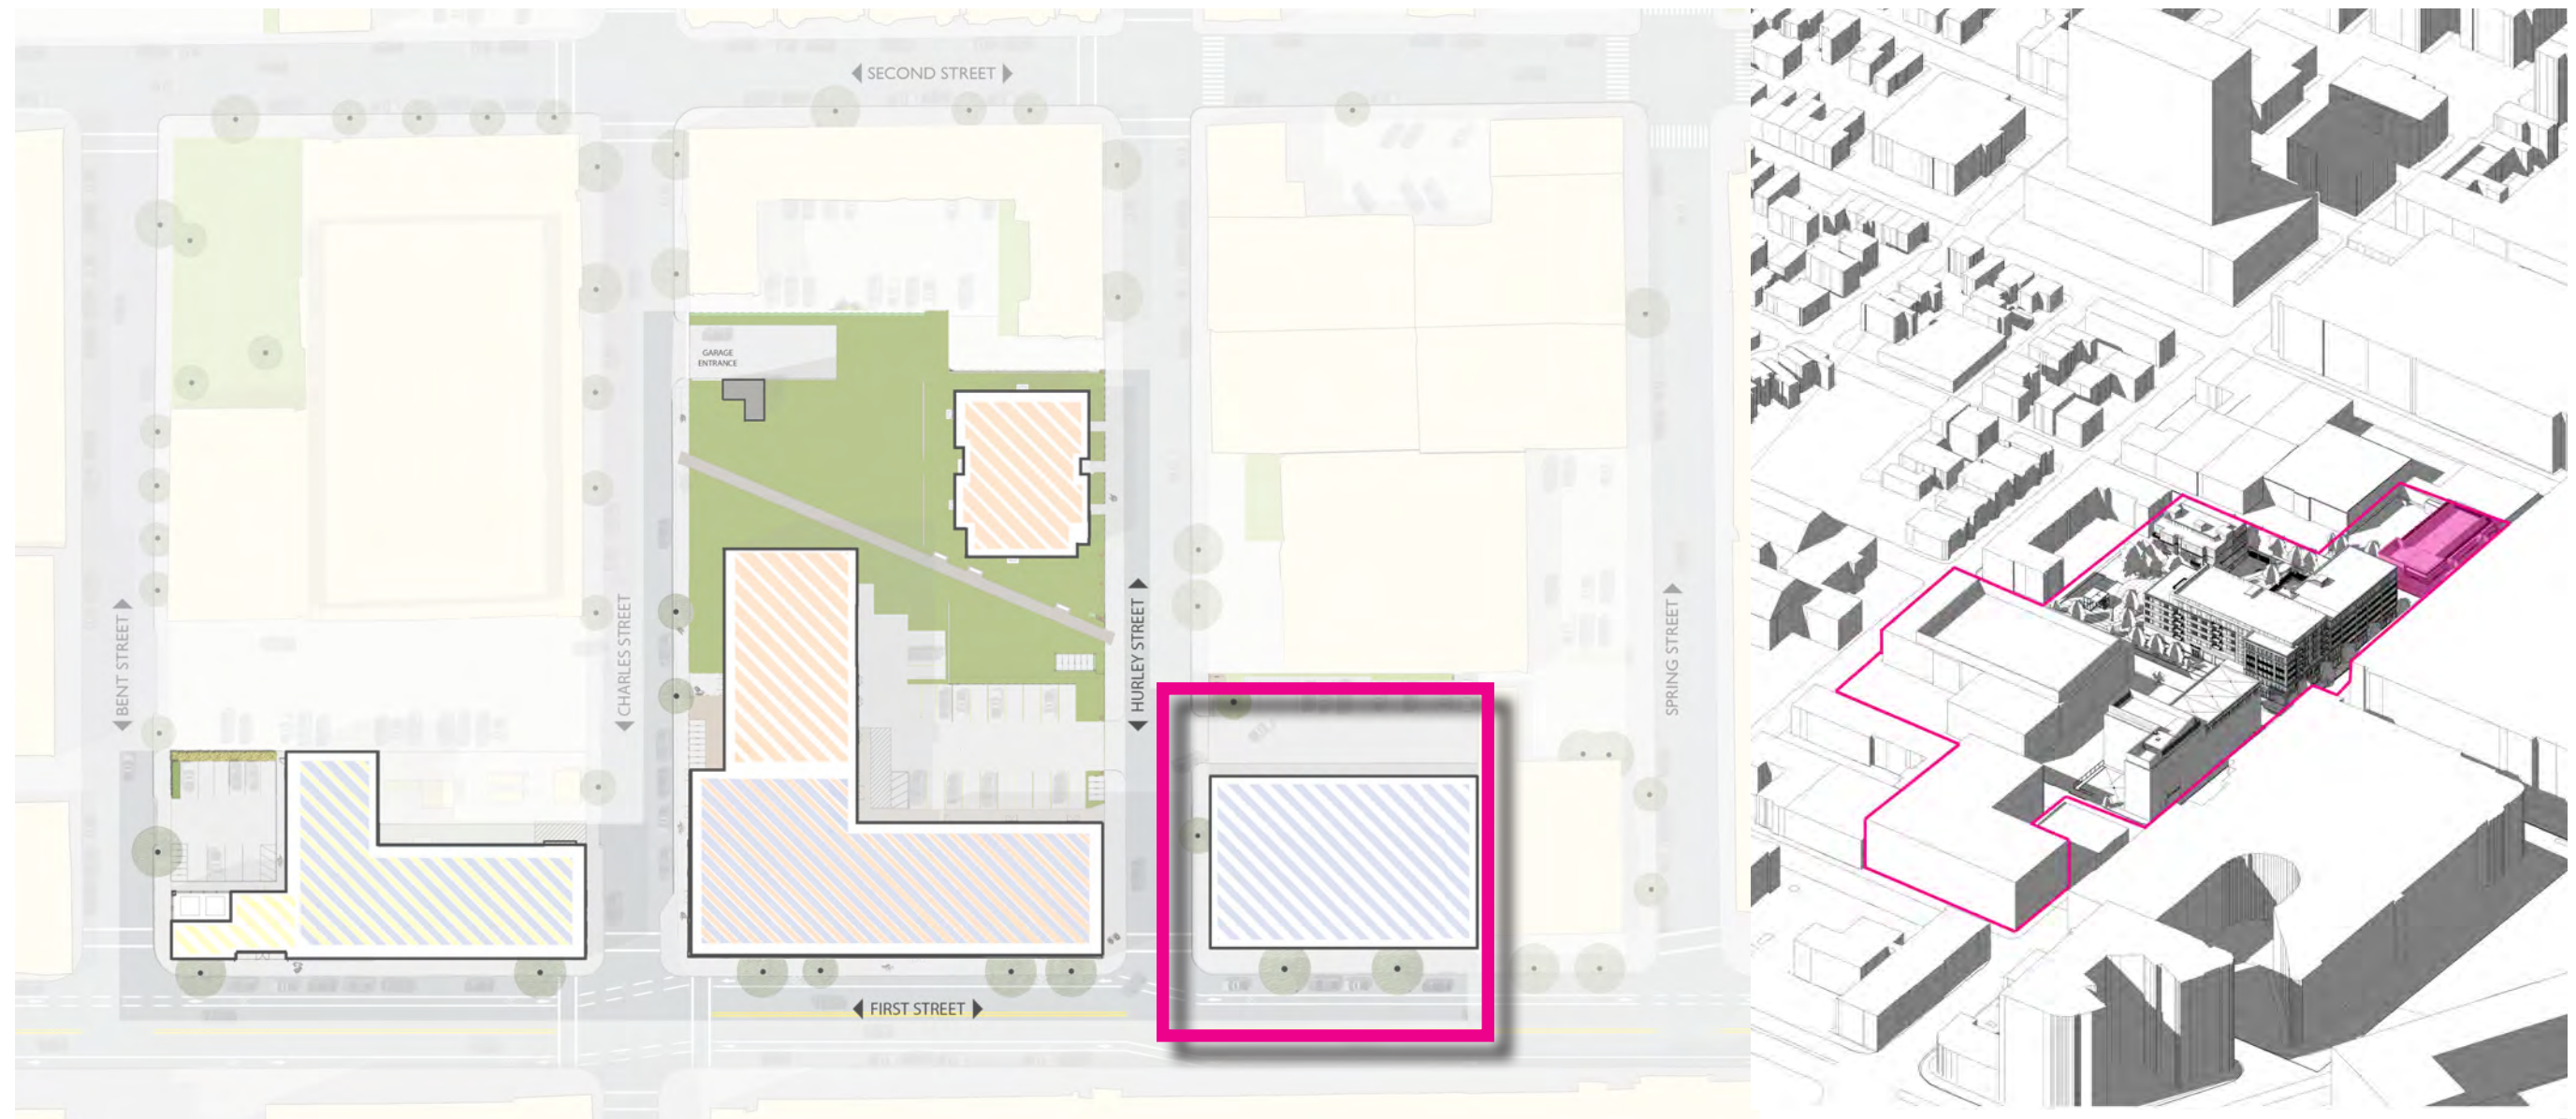 SECOND STREET
GARAGE
ENTRANCE
BENT STREET
CHARLES STREET
HURLEY STREET
SPRING STREET
FIRST STREET